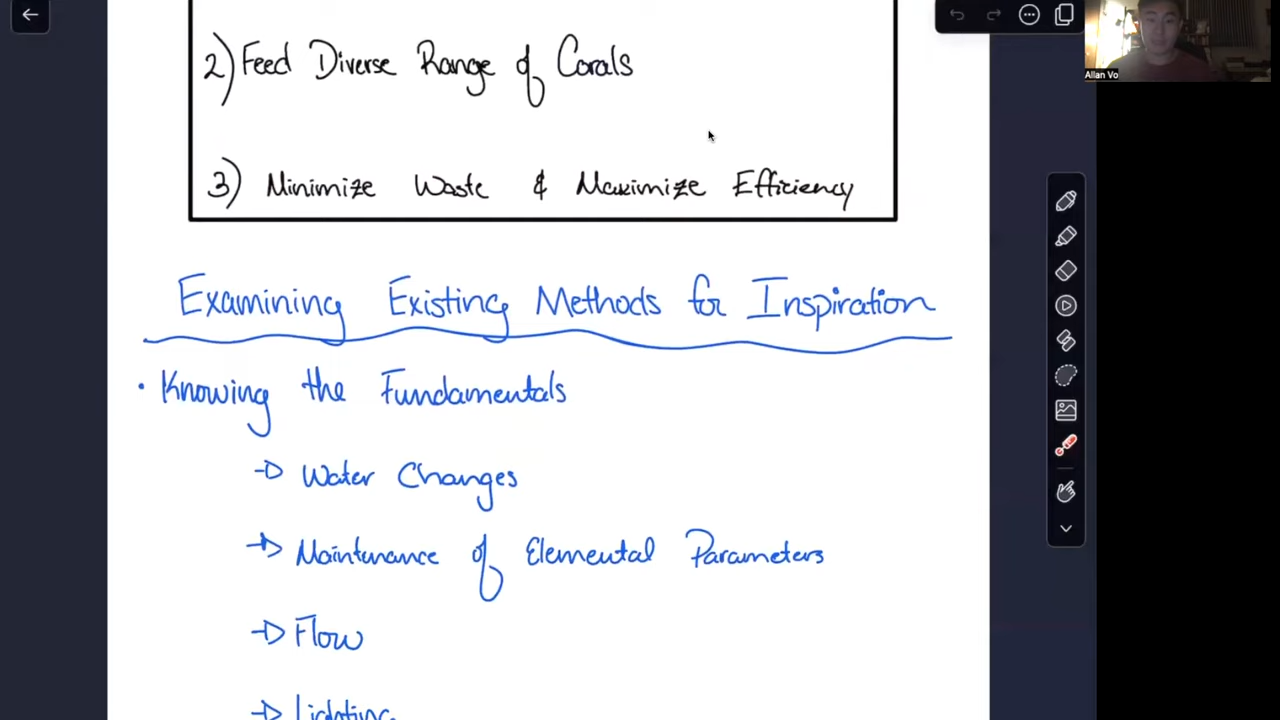 2) Feed Diverse Range of Corals
Allan Vo
3) Minimize Waste & Maximize Efficiency
Examining Existing Methods for Inspiration
• Knowing the Fundamentals
→ Water Changes
→ Maintenance of Elemental Parameters
→ Flow
→ Lighting